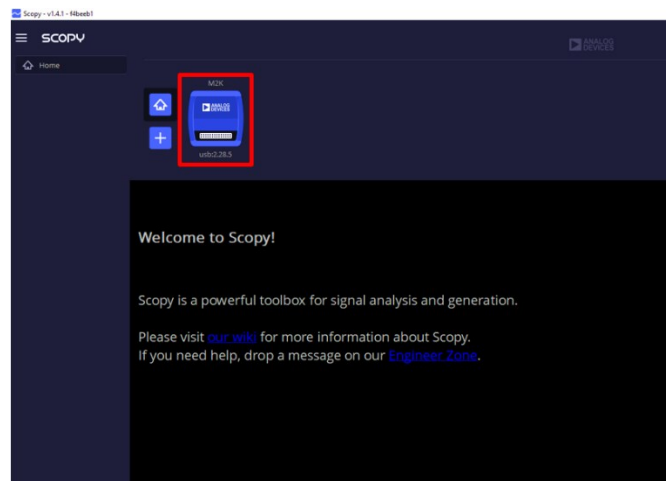 Scopy - v1.4.1 - f4beeb1
SCOPY
ANALOG
DEVICES
Home
M2K
ANALOG
DEVICES
usb:2.28.5
Welcome to Scopy!
Scopy is a powerful toolbox for signal analysis and generation.
Please visit our wiki for more information about Scopy.
If you need help, drop a message on our Engineer Zone.